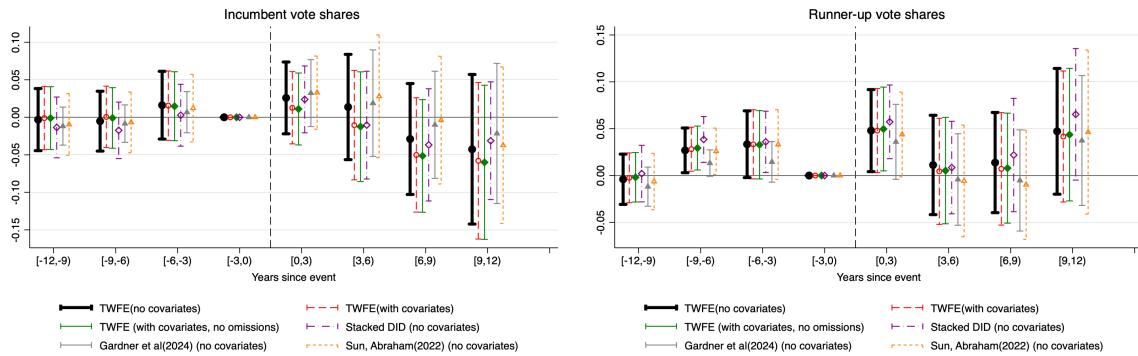 Incumbent vote shares
0.10
0.05
0.00
-0.05
-0.10
-0.15
[-12,-9) [-9,-6) [-6,-3) [-3,0) [0,3) [3,6) [6,9) [9,12)
Years since event
TWFE(no covariates) TWFE(with covariates)
TWFE (with covariates, no omissions) Stacked DID (no covariates)
Gardner et al(2024) (no covariates) Sun, Abraham(2022) (no covariates)
Runner-up vote shares
0.15
0.10
0.05
0.00
-0.05
[-12,-9) [-9,-6) [-6,-3) [-3,0) [0,3) [3,6) [6,9) [9,12)
Years since event
TWFE(no covariates) TWFE(with covariates)
TWFE (with covariates, no omissions) Stacked DID (no covariates)
Gardner et al(2024) (no covariates) Sun, Abraham(2022) (no covariates)